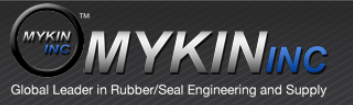 TM
MYKIN
INC
MYKIN INC
Global Leader in Rubber/Seal Engineering and Supply